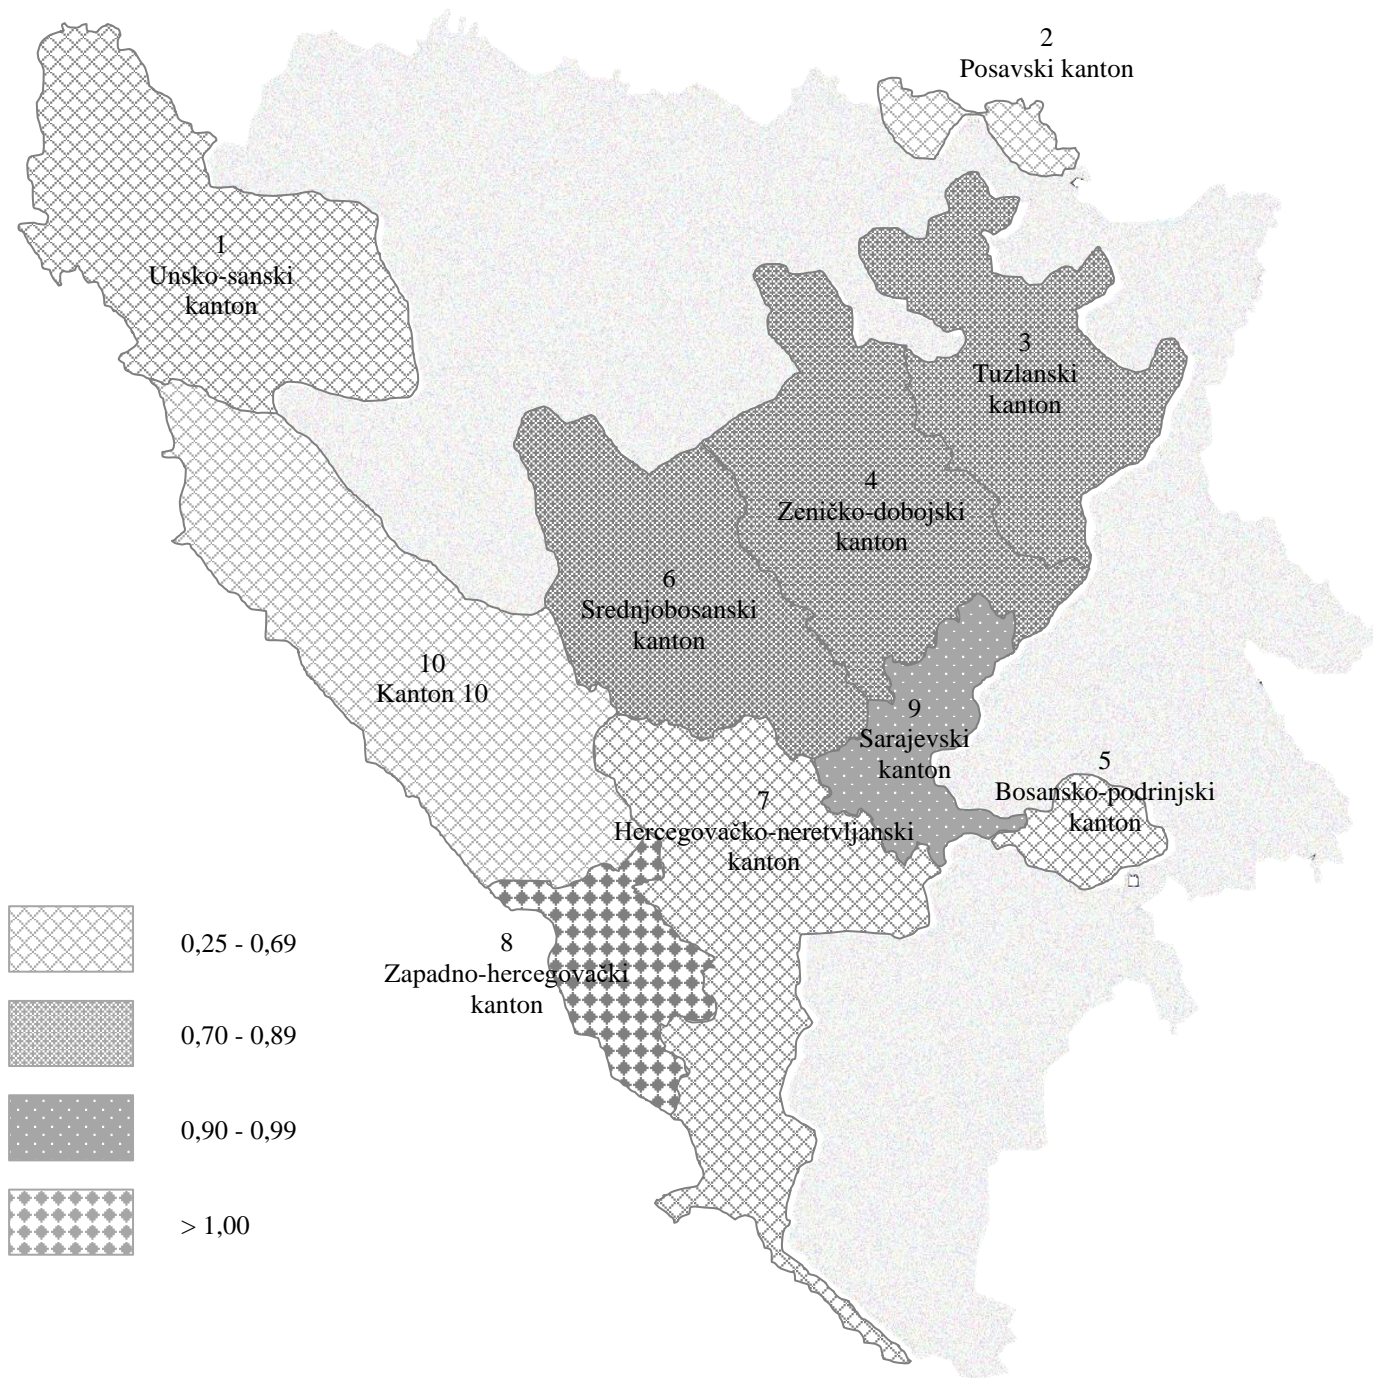 2
Posavski kanton
1
Unsko-sanski
kanton
3
Tuzlanski
kanton
4
Zeničko-dobojski
kanton
6
Srednjobosanski
kanton
10
Kanton 10
9
Sarajevski
kanton
5
Bosansko-podrinjski
kanton
7
Hercegovačko-neretvljanski
kanton
8
Zapadno-hercegovački
kanton
0,25 - 0,69
0,70 - 0,89
0,90 - 0,99
> 1,00